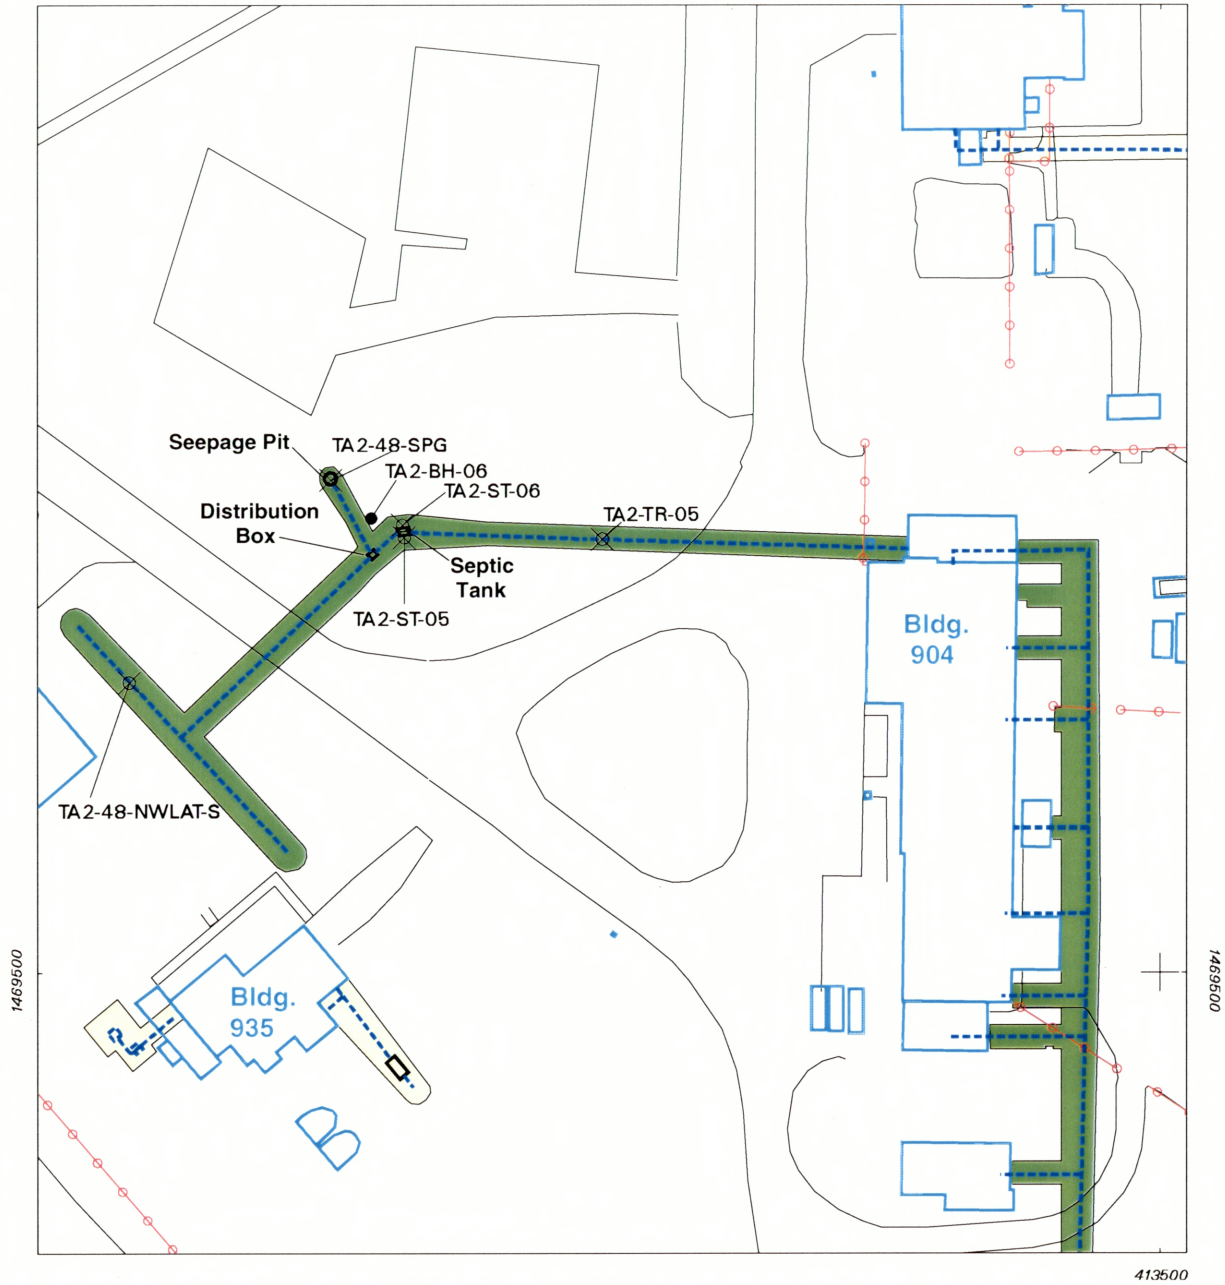 Seepage Pit
TA2-48-SPG
TA2-BH-06
TA2-ST-06
Distribution
Box
TA2-TR-05
Septic
Tank
TA2-ST-05
Bldg.
904
TA2-48-NWLAT-S
1469500
1469500
Bldg.
935
413500